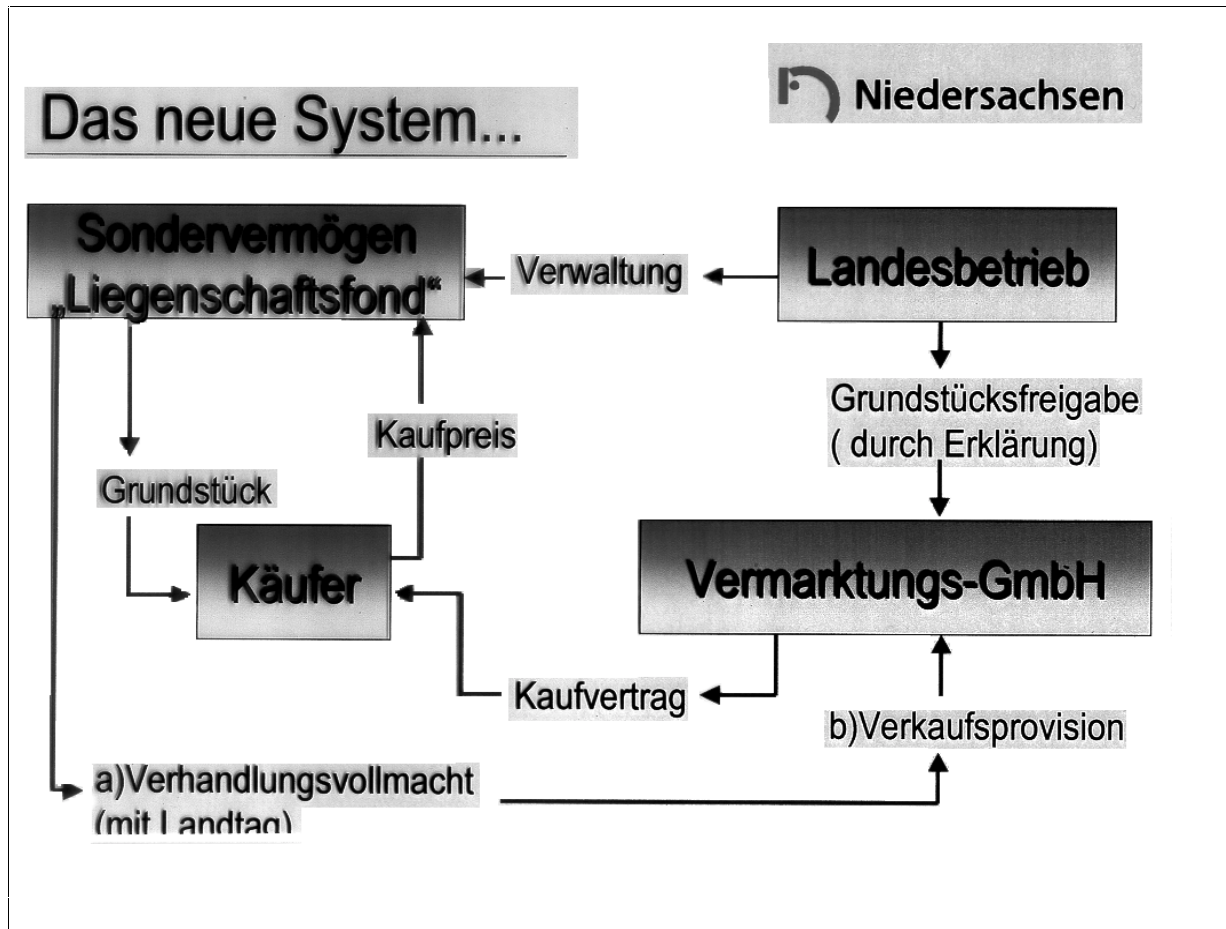 Niedersachsen
Das neue System...
Sondervermögen
„Liegenschaftsfond“
Verwaltung
Landesbetrieb
Grundstücksfreigabe
( durch Erklärung)
Kaufpreis
Grundstück
Käufer
Vermarktungs-GmbH
Kaufvertrag
b)Verkaufsprovision
a)Verhandlungsvollmacht
(mit Landtag)